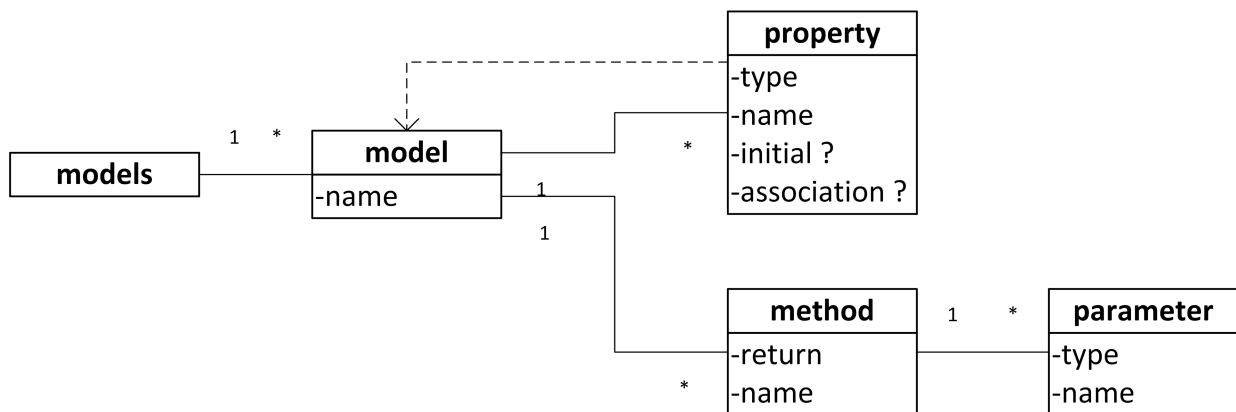 property
-type
-name
-initial ?
-association ?
1 *
*
models
model
-name
1
1
method
-return
-name
*
1 *
parameter
-type
-name